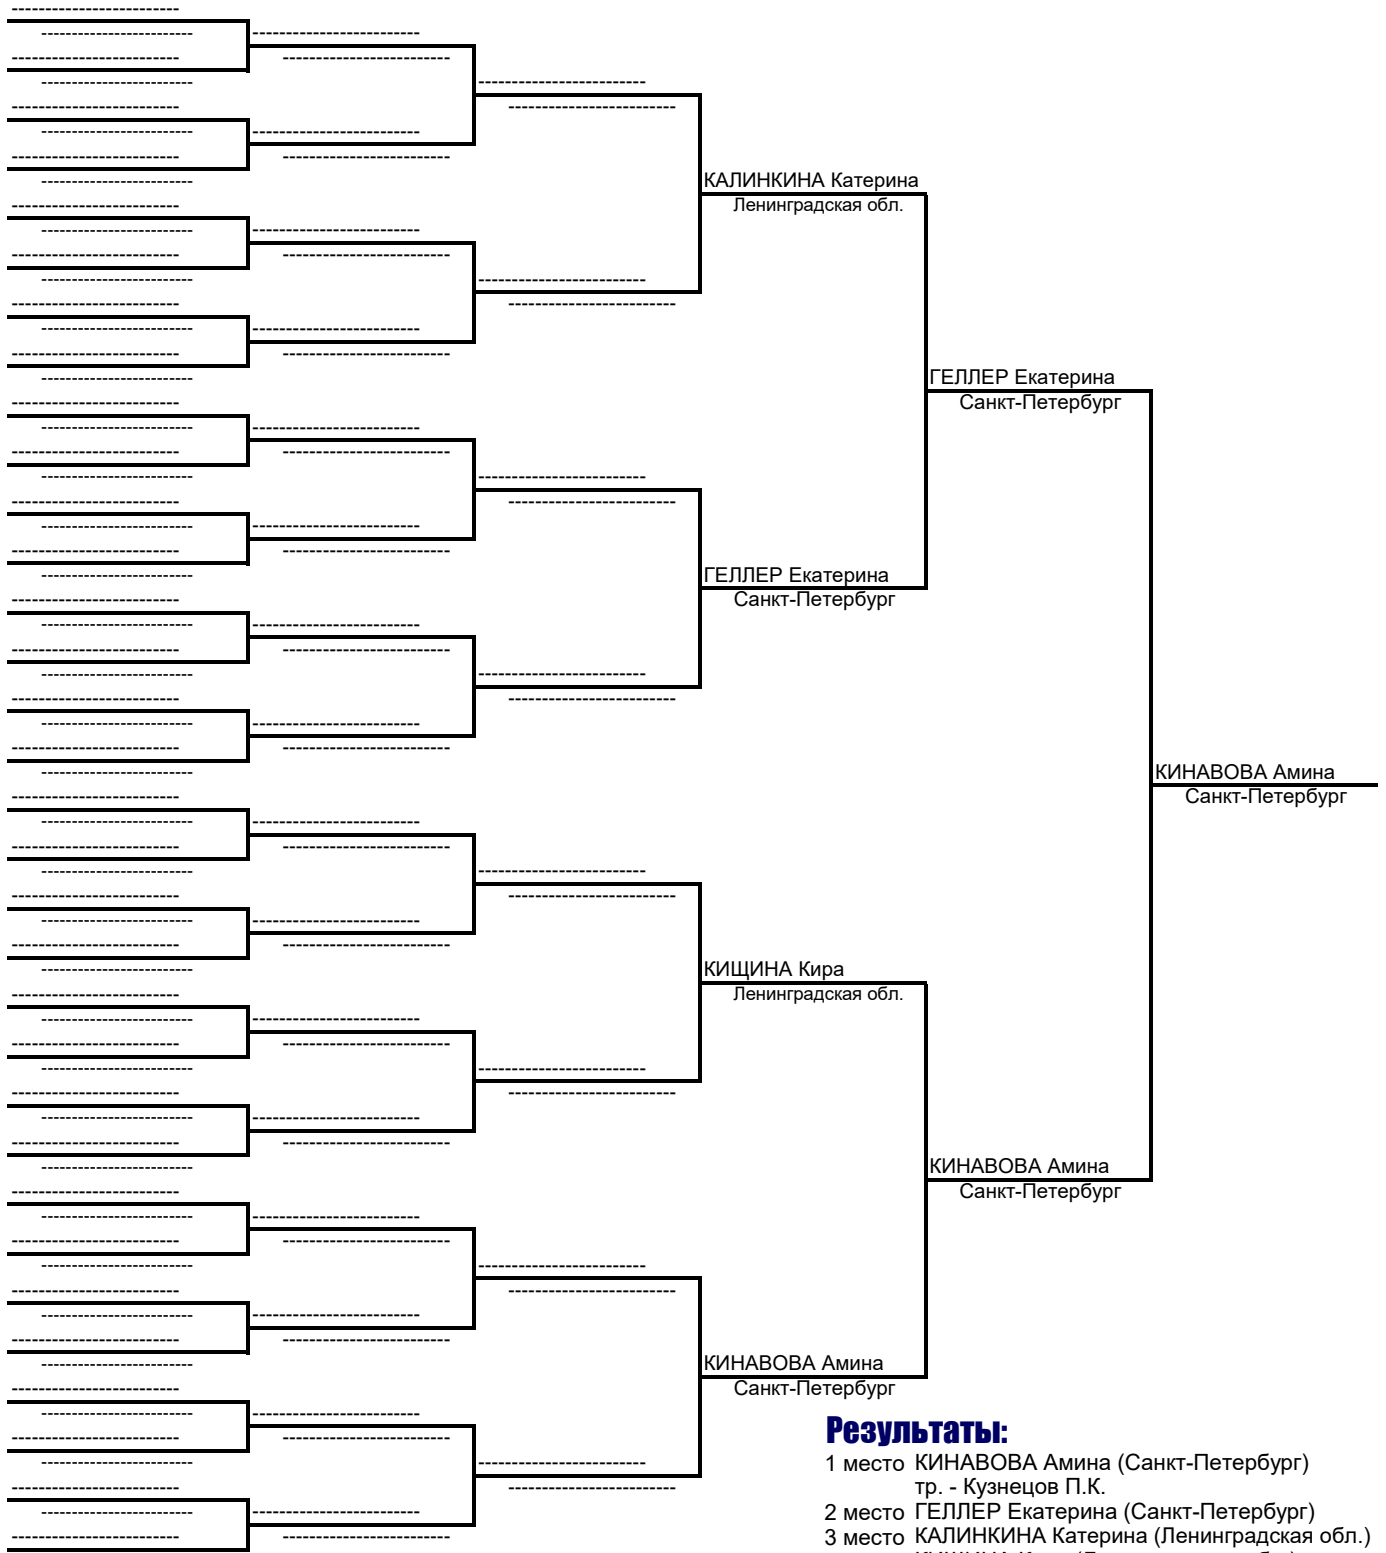 КАЛИНКИНА Катерина
Ленинградская обл.
ГЕЛЛЕР Екатерина
Санкт-Петербург
ГЕЛЛЕР Екатерина
Санкт-Петербург
КИНАВОВА Амина
Санкт-Петербург
КИЩИНА Кира
Ленинградская обл.
КИНАВОВА Амина
Санкт-Петербург
КИНАВОВА Амина
Санкт-Петербург
Результаты:
1 место КИНАВОВА Амина (Санкт-Петербург)
тр. - Кузнецов П.К.
2 место ГЕЛЛЕР Екатерина (Санкт-Петербург)
3 место КАЛИНКИНА Катерина (Ленинградская обл.)